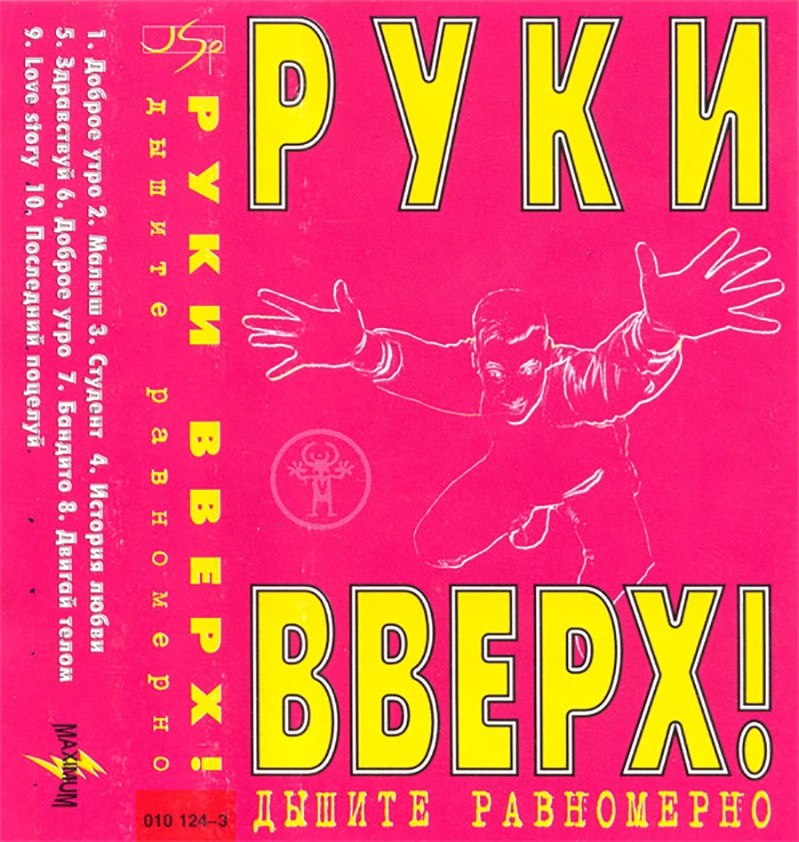 РУКИ
ВВЕРХ!
ДЫШИТЕ РАВНОМЕРНО
JSP
РУКИ ВВЕРХ!
дышите равномерно
1. Доброе утро 2. Малыш 3. Студент 4. История любви
5. Здравствуй 6. Доброе утро 7. Бандито 8. Двигай телом
9. Love story 10. Последний поцелуй
MAXIMUM
010 124-3